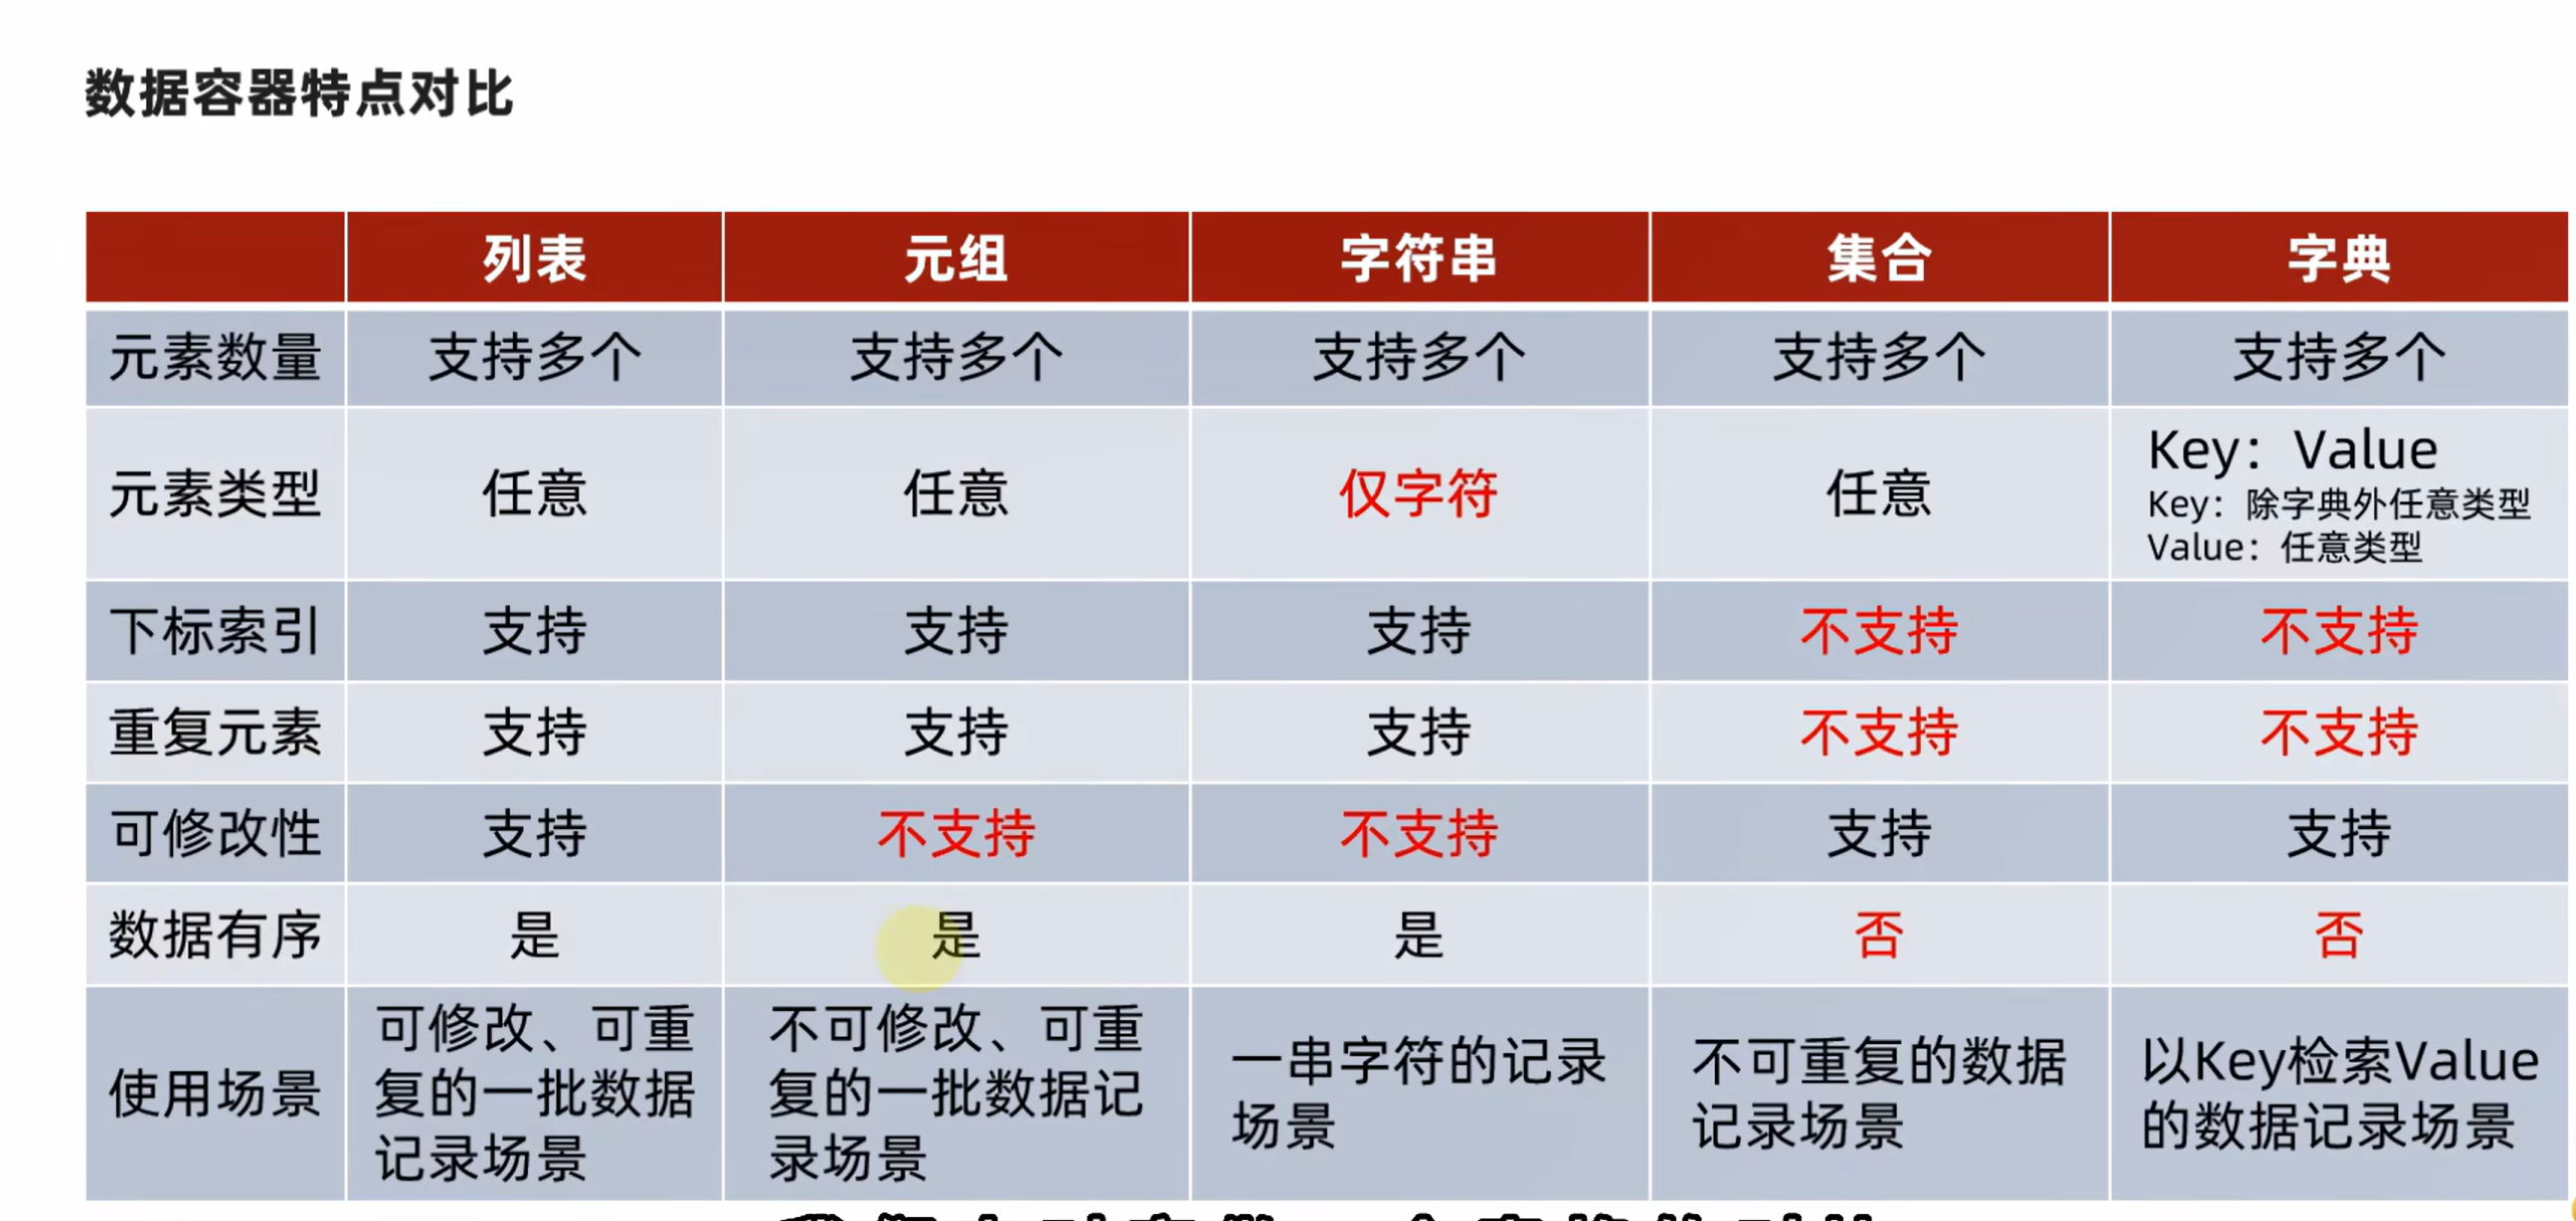 数据容器特点对比
列表 元组 字符串 集合 字典
元素数量 支持多个 支持多个 支持多个 支持多个 支持多个
元素类型 任意 任意 仅字符 任意 Key：Value
Key：除字典外任意类型
Value：任意类型
下标索引 支持 支持 支持 不支持 不支持
重复元素 支持 支持 支持 不支持 不支持
可修改性 支持 不支持 不支持 支持 支持
数据有序 是 是 是 否 否
使用场景
可修改、可重
复的一批数据
记录场景
不可修改、可重
复的一批数据记
录场景
一串字符的记录
场景
不可重复的数据
记录场景
以Key检索Value
的数据记录场景